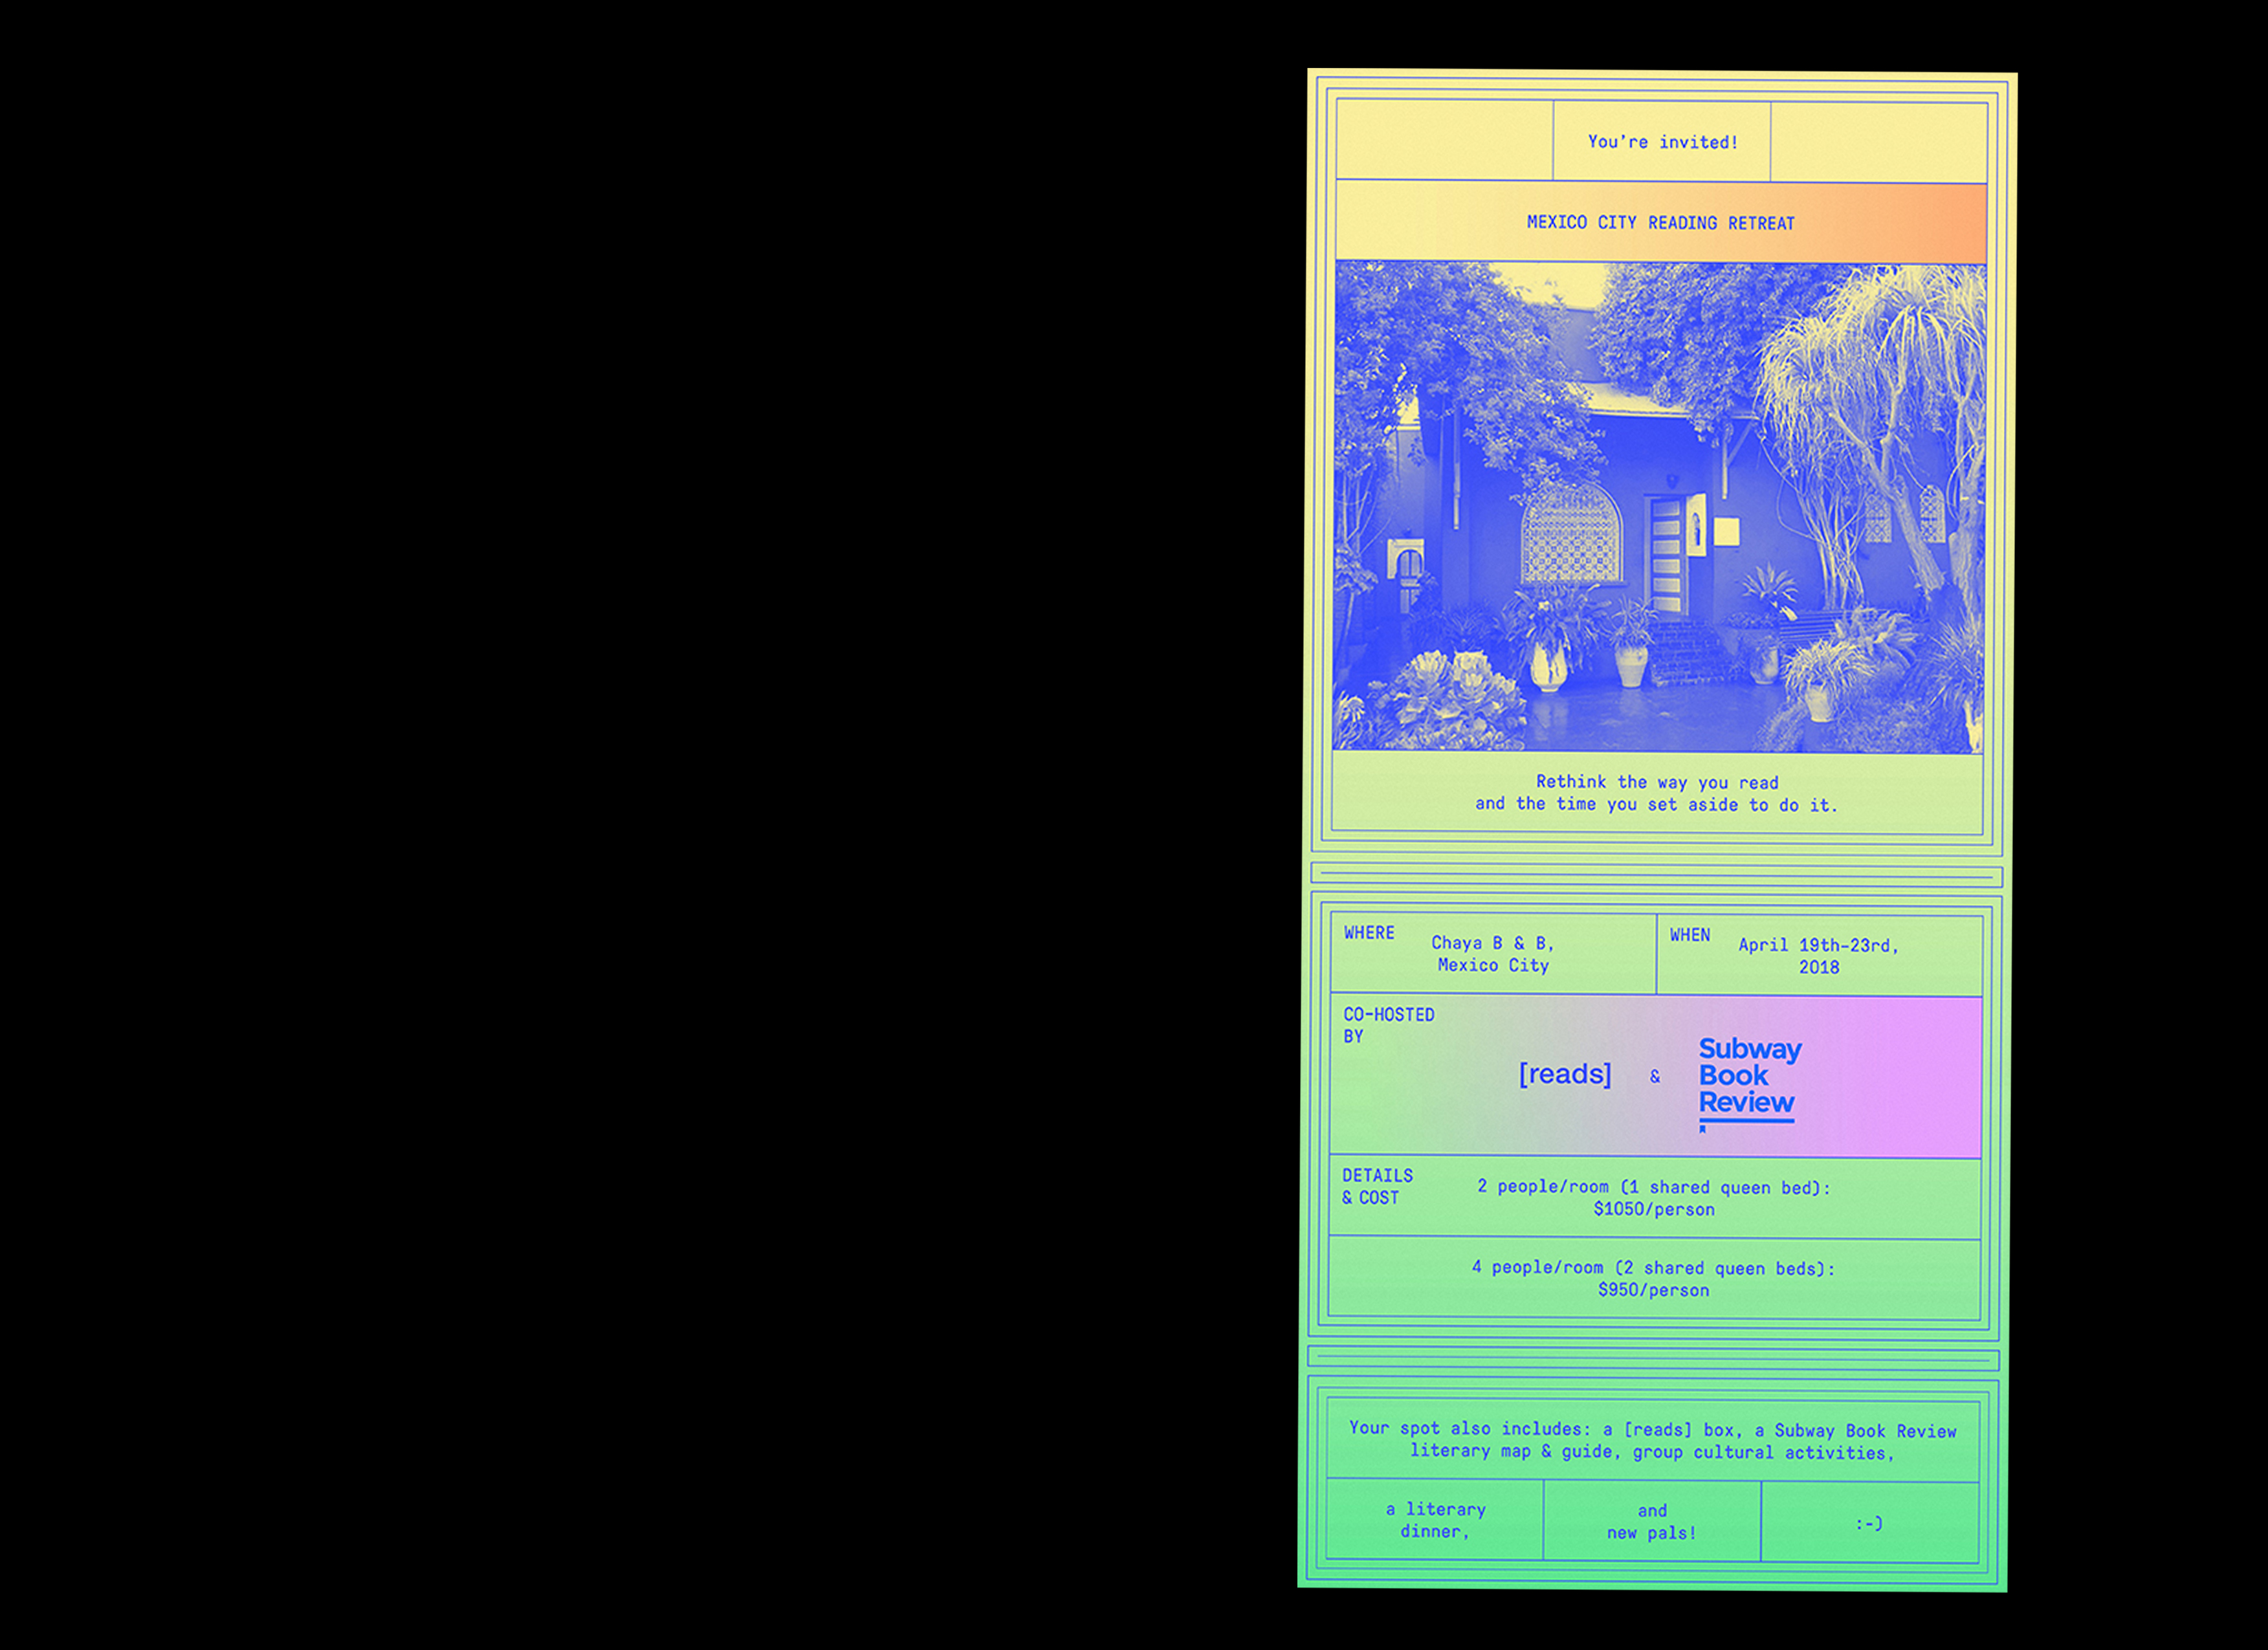 You're invited!
MEXICO CITY READING RETREAT
Rethink the way you read
and the time you set aside to do it.
WHERE
Chaya B & B,
Mexico City
WHEN
April 19th-23rd,
2018
CO-HOSTED
BY
[reads]
&
Subway
Book
Review
DETAILS
& COST
2 people/room (1 shared queen bed):
$1050/person
4 people/room (2 shared queen beds):
$950/person
Your spot also includes: a [reads] box, a Subway Book Review
literary map & guide, group cultural activities,
a literary
dinner,
and
new pals!
:-)